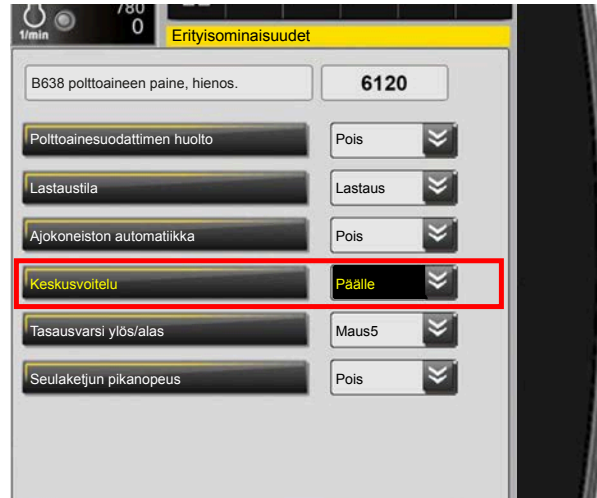 780
1/min
0
Erityisominaisuudet
B638 polttoaineen paine, hienos.
6120
Polttoainesuodattimen huolto
Pois
Lastaustila
Lastaus
Ajokoneiston automatiikka
Pois
Keskusvoitelu
Päälle
Tasausvarsi ylös/alas
Maus5
Seulaketjun pikanopeus
Pois